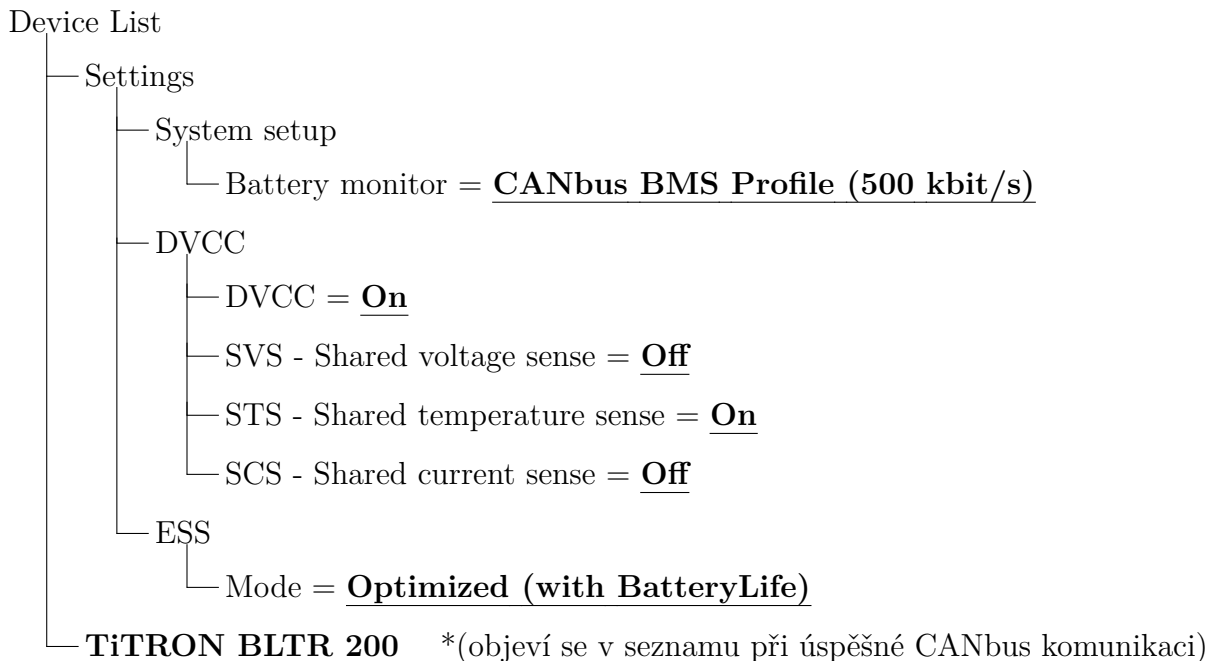 Device List
Settings
System setup
Battery monitor = CANbus BMS Profile (500 kbit/s)
DVCC
DVCC = On
SVS - Shared voltage sense = Off
STS - Shared temperature sense = On
SCS - Shared current sense = Off
ESS
Mode = Optimized (with BatteryLife)
TiTRON BLTR 200 *(objeví se v seznamu při úspěšné CANbus komunikaci)